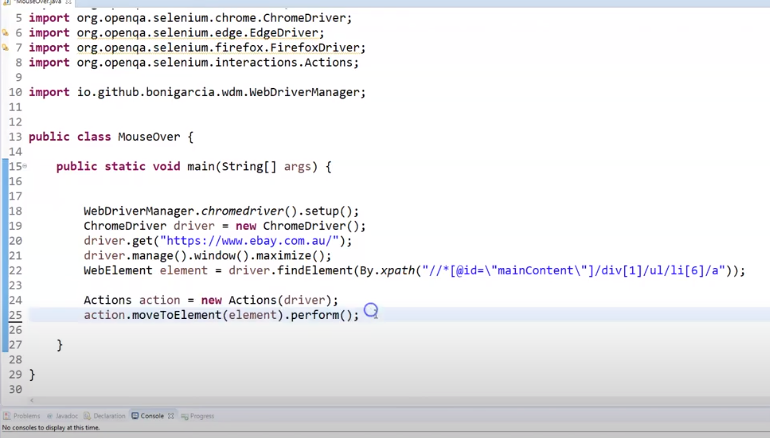 *MouseOver.java
5 import org.openqa.selenium.chrome.ChromeDriver;
6 import org.openqa.selenium.edge.EdgeDriver;
7 import org.openqa.selenium.firefox.FirefoxDriver;
8 import org.openqa.selenium.interactions.Actions;
9
10 import io.github.bonigarcia.wdm.WebDriverManager;
11
12
13 public class MouseOver {
14
15 public static void main(String[] args) {
16
17
18 WebDriverManager.chromedriver().setup();
19 ChromeDriver driver = new ChromeDriver();
20 driver.get("https://www.ebay.com.au/");
21 driver.manage().window().maximize();
22 WebElement element = driver.findElement(By.xpath("//*[@id=\"mainContent\"]/div[1]/ul/li[6]/a"));
23
24 Actions action = new Actions(driver);
25 action.moveToElement(element).perform();
26
27 }
28
29 }
30
Problems Javadoc Declaration Console Progress
No consoles to display at this time.